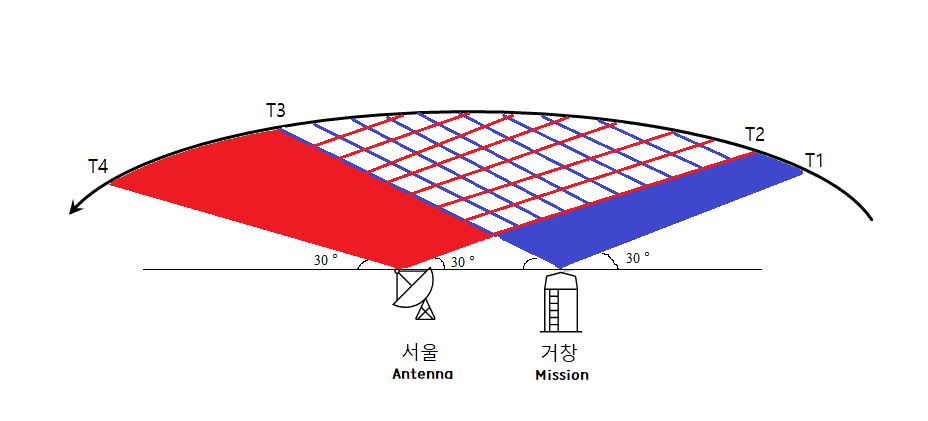 T3
T2
T4
T1
30 °
30 °
30 °
서울
거창
Antenna
Mission